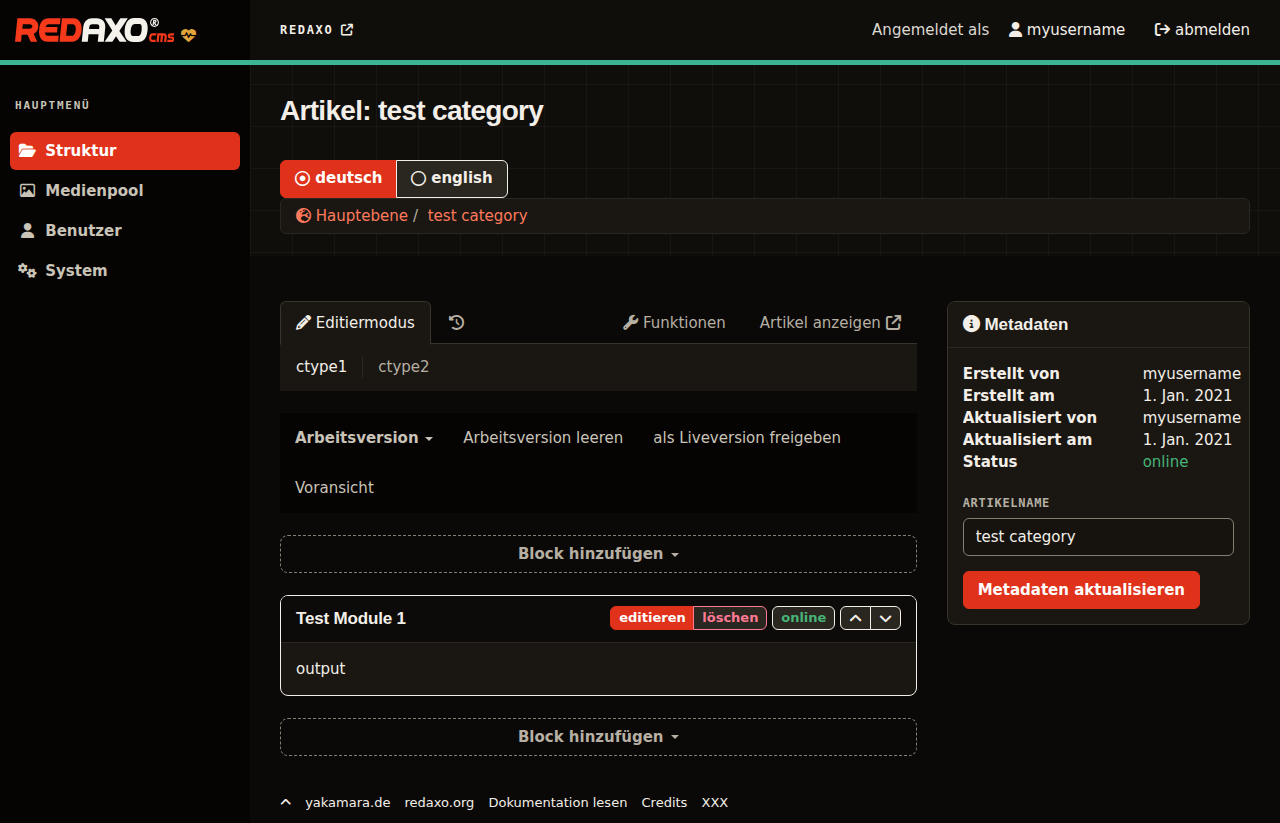 REDAXO® cms
REDAXO
Angemeldet als myusername abmelden
HAUPTMENÜ
Struktur
Medienpool
Benutzer
System
Artikel: test category
deutsch english
Hauptebene / test category
Editiermodus Funktionen Artikel anzeigen
ctype1 ctype2
Arbeitsversion Arbeitsversion leeren als Liveversion freigeben
Voransicht
Block hinzufügen
Test Module 1 editieren löschen online
output
Block hinzufügen
Metadaten
Erstellt von myusername
Erstellt am 1. Jan. 2021
Aktualisiert von myusername
Aktualisiert am 1. Jan. 2021
Status online
ARTIKELNAME
test category
Metadaten aktualisieren
yakamara.de redaxo.org Dokumentation lesen Credits XXX